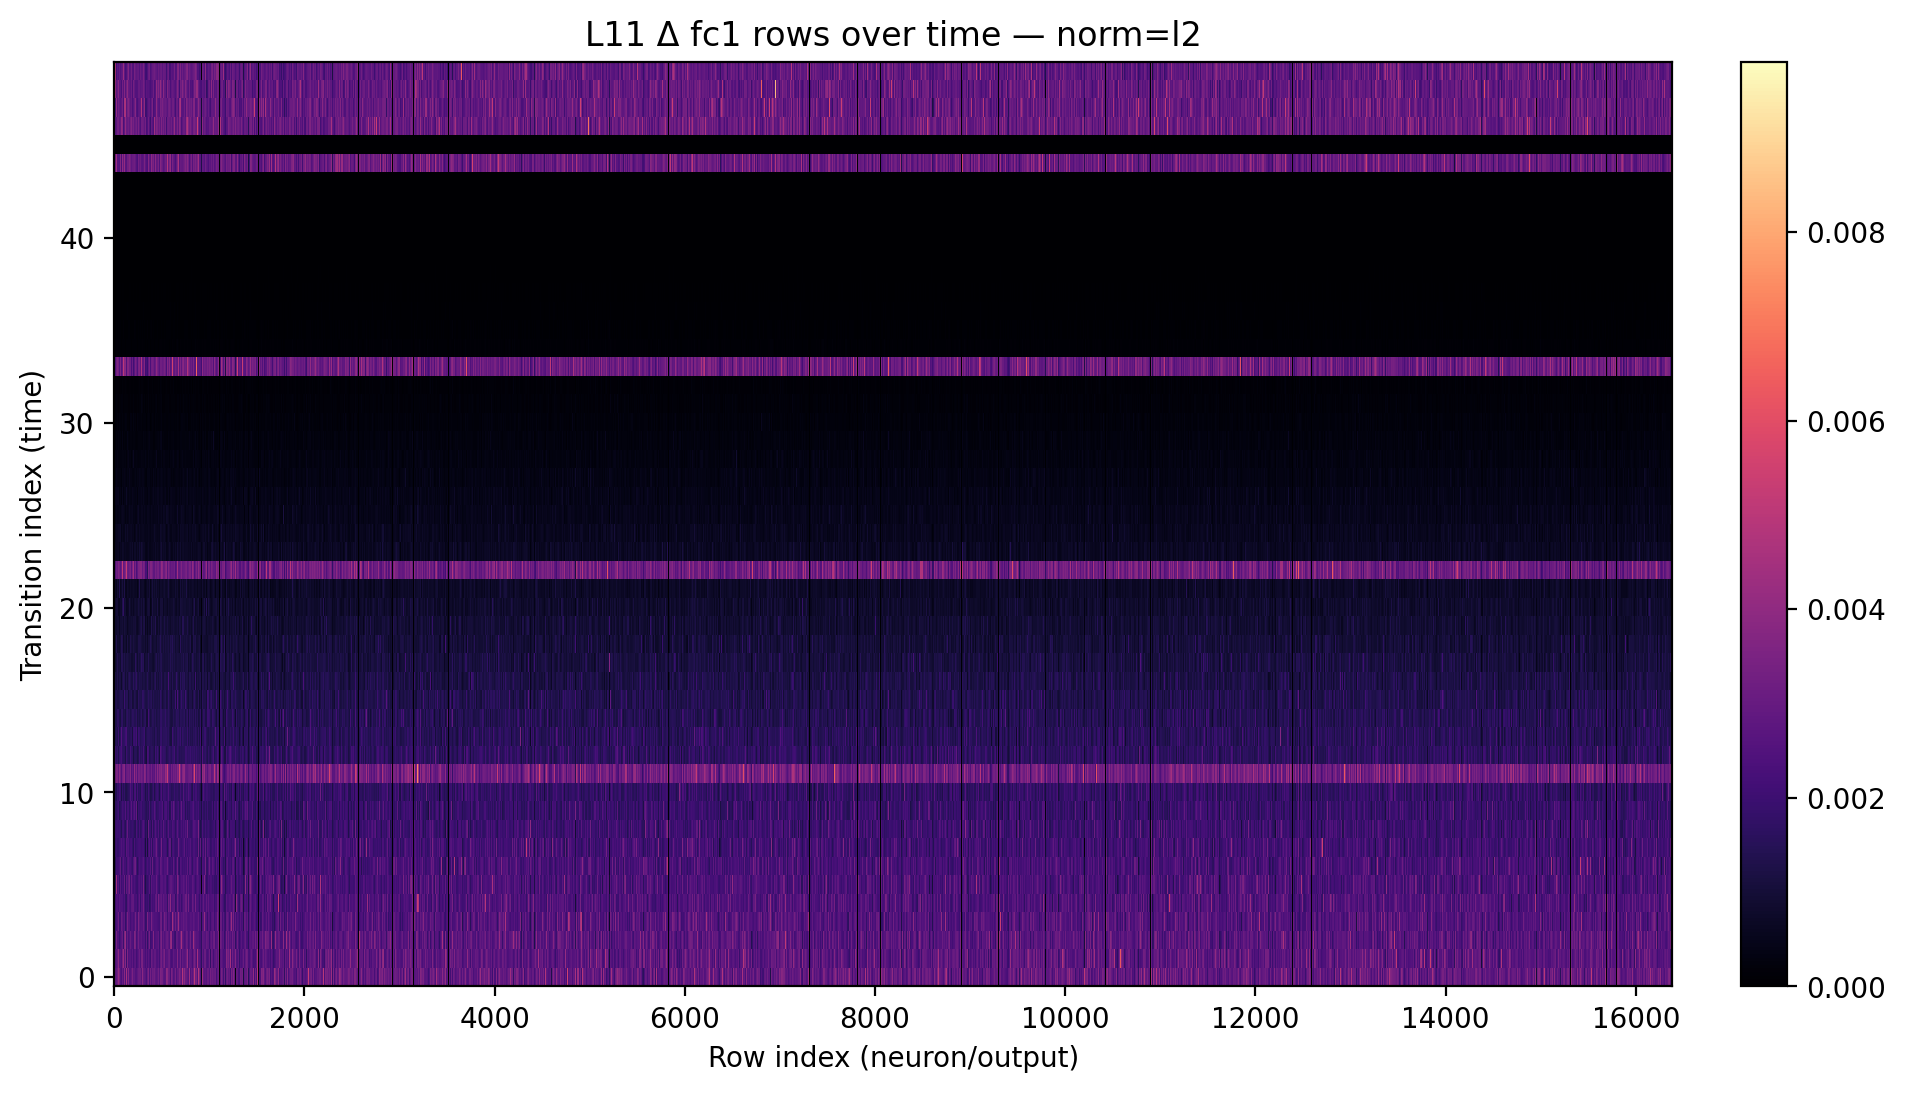 L11 Δ fc1 rows over time — norm=l2
Transition index (time)
40
30
20
10
0
0 2000 4000 6000 8000 10000 12000 14000 16000
Row index (neuron/output)
0.008
0.006
0.004
0.002
0.000